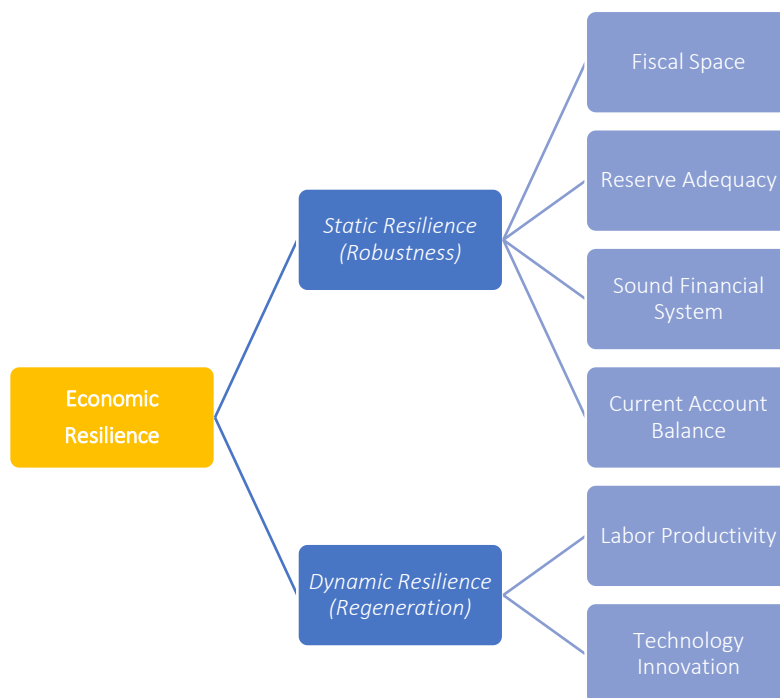 Fiscal Space
Reserve Adequacy
Static Resilience
(Robustness)
Sound Financial
System
Economic
Resilience
Current Account
Balance
Labor Productivity
Dynamic Resilience
(Regeneration)
Technology
Innovation